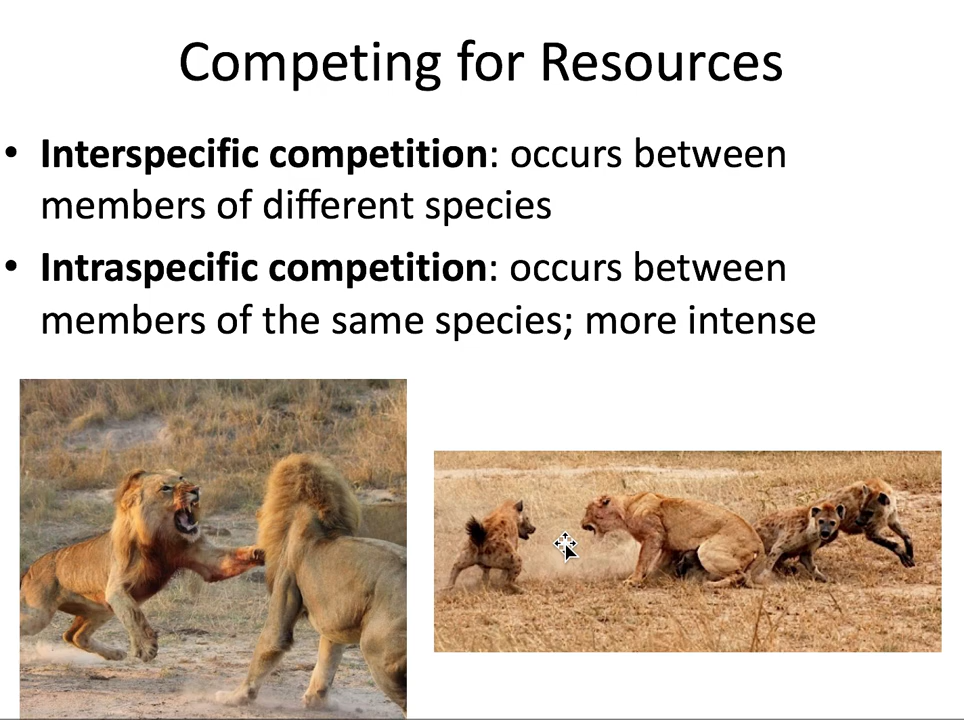 Competing for Resources
• Interspecific competition: occurs between
members of different species
• Intraspecific competition: occurs between
members of the same species; more intense